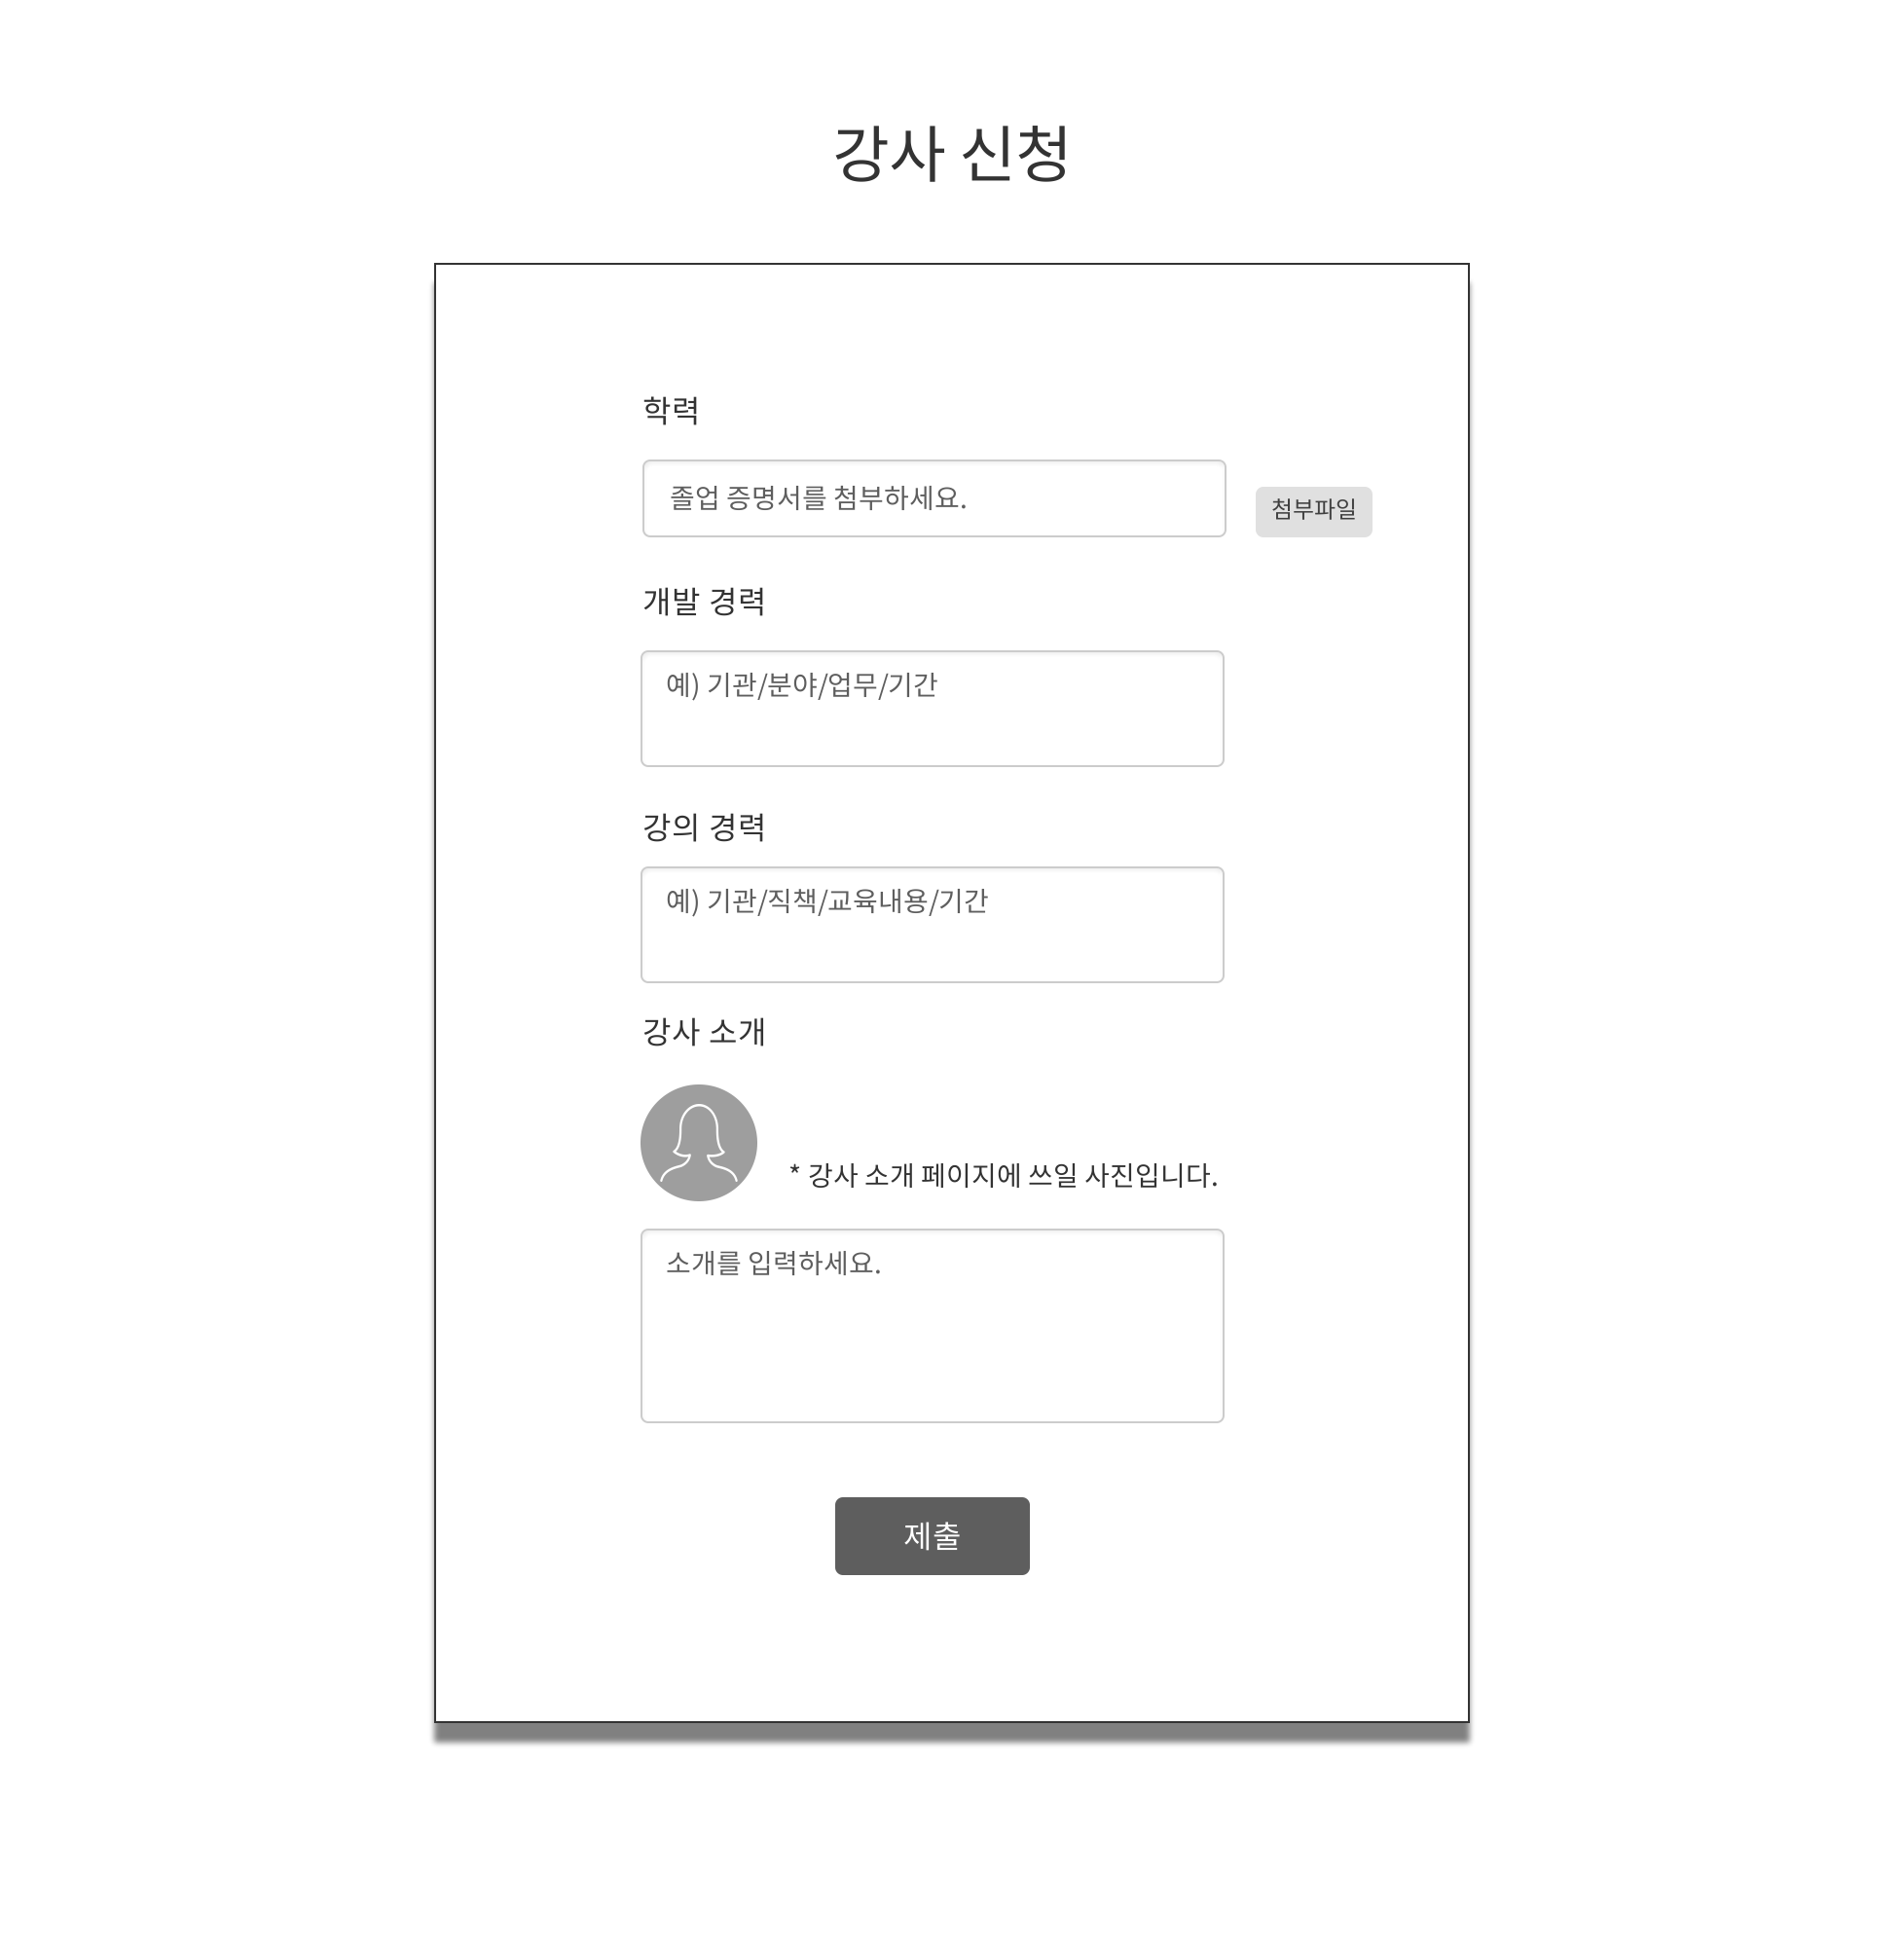 강사 신청
학력
졸업 증명서를 첨부하세요.
첨부파일
개발 경력
예) 기관/분야/업무/기간
강의 경력
예) 기관/직책/교육내용/기간
강사 소개
* 강사 소개 페이지에 쓰일 사진입니다.
소개를 입력하세요.
제출